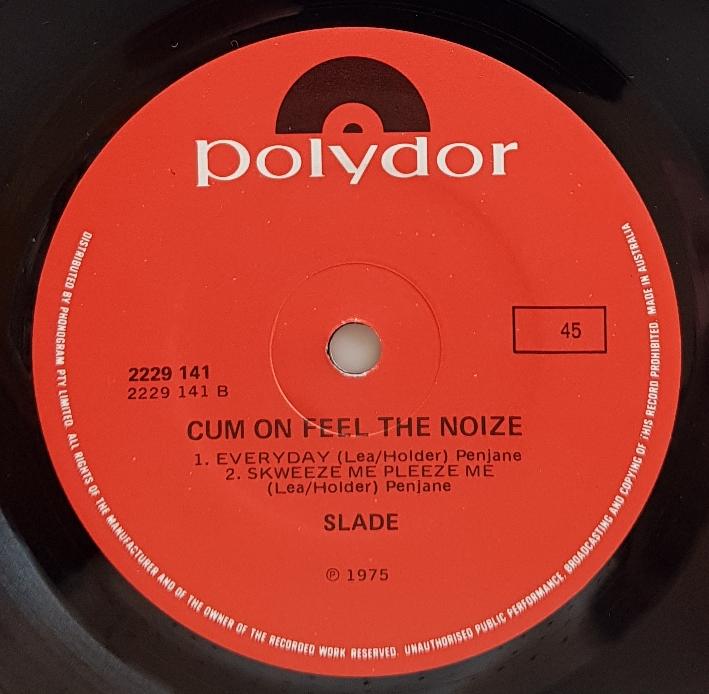 polydor
45
2229 141
2229 141 B
CUM ON FEEL THE NOIZE
1. EVERYDAY (Lea/Holder) Penjane
2. SKWEEZE ME PLEEZE ME
(Lea/Holder) Penjane
SLADE
℗ 1975
DISTRIBUTED BY PHONOGRAM PTY LIMITED. ALL RIGHTS OF THE MANUFACTURER AND OF THE OWNER OF THE RECORDED WORK RESERVED. UNAUTHORISED PUBLIC PERFORMANCE, BROADCASTING AND COPYING OF THIS RECORD PROHIBITED. MADE IN AUSTRALIA